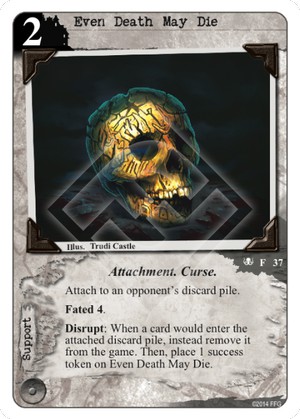 2
Even Death May Die
Illus. Trudi Castle
F 37
Attachment. Curse.
Attach to an opponent's discard pile.
Fated 4.
Disrupt: When a card would enter the
attached discard pile, instead remove it
from the game. Then, place 1 success
token on Even Death May Die.
Support
©2014 FFG